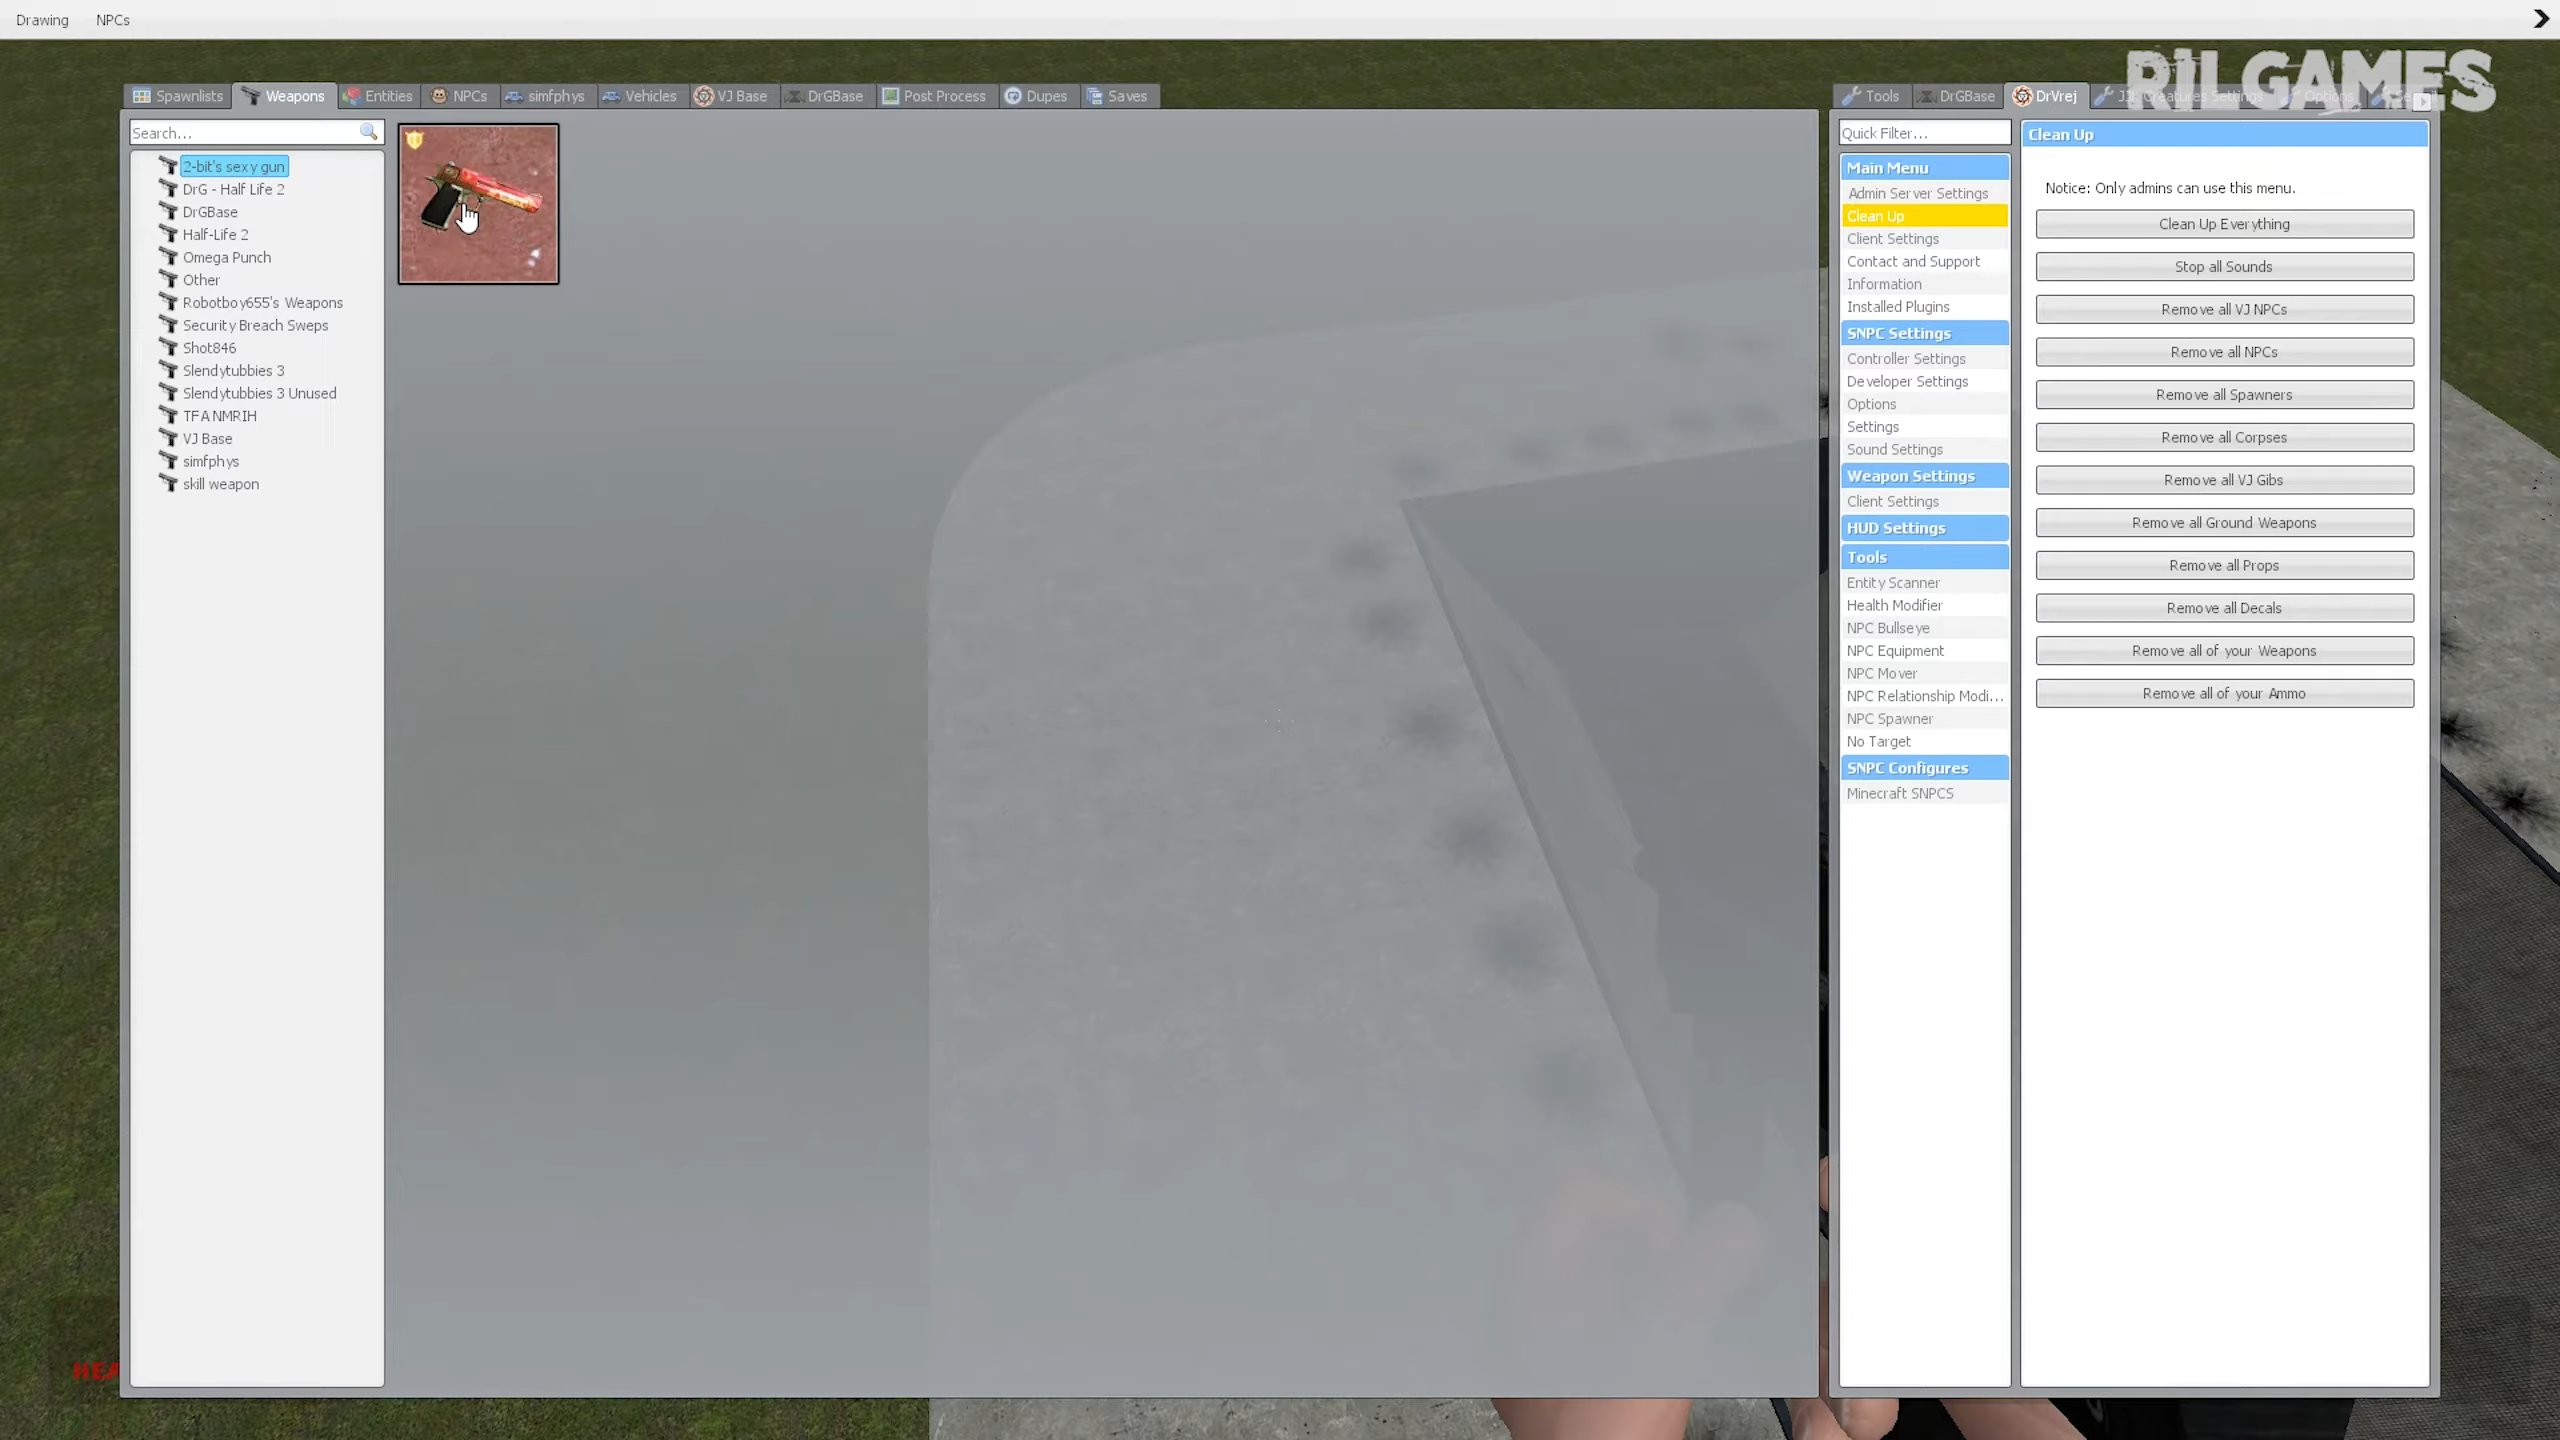 Drawing NPCs
RILGAMES
Spawnlists Weapons Entities NPCs simfphys Vehicles VJ Base DrGBase Post Process Dupes Saves
Search...
2-bit's sexy gun
DrG - Half Life 2
DrGBase
Half-Life 2
Omega Punch
Other
Robotboy655's Weapons
Security Breach Sweps
Shot846
Slendytubbies 3
Slendytubbies 3 Unused
TFA NMRIH
VJ Base
simfphys
skill weapon
Tools DrGBase DrVrej Creatures Settings Options
Quick Filter...
Main Menu
Admin Server Settings
Clean Up
Client Settings
Contact and Support
Information
Installed Plugins
SNPC Settings
Controller Settings
Developer Settings
Options
Settings
Sound Settings
Weapon Settings
Client Settings
HUD Settings
Tools
Entity Scanner
Health Modifier
NPC Bullseye
NPC Equipment
NPC Mover
NPC Relationship Modi...
NPC Spawner
No Target
SNPC Configures
Minecraft SNPCS
Clean Up
Notice: Only admins can use this menu.
Clean Up Everything
Stop all Sounds
Remove all VJ NPCs
Remove all NPCs
Remove all Spawners
Remove all Corpses
Remove all VJ Gibs
Remove all Ground Weapons
Remove all Props
Remove all Decals
Remove all of your Weapons
Remove all of your Ammo